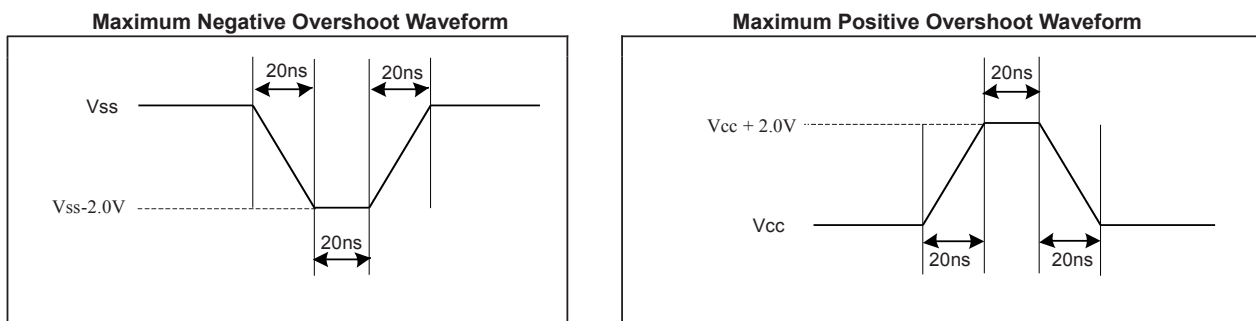 Maximum Negative Overshoot Waveform
20ns
20ns
Vss
Vss-2.0V
20ns
Maximum Positive Overshoot Waveform
20ns
Vcc + 2.0V
Vcc
20ns
20ns